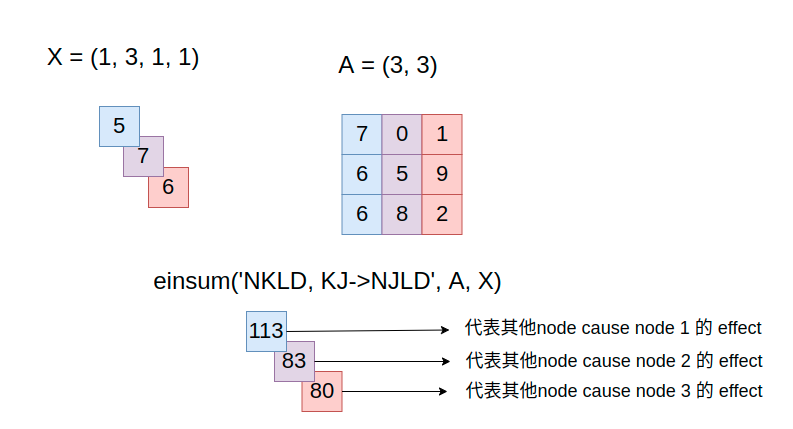 X = (1, 3, 1, 1)
A = (3, 3)
5
7
6
7 0 1
6 5 9
6 8 2
einsum('NKLD, KJ->NJLD', A, X)
113
代表其他node cause node 1 的 effect
83
代表其他node cause node 2 的 effect
80
代表其他node cause node 3 的 effect